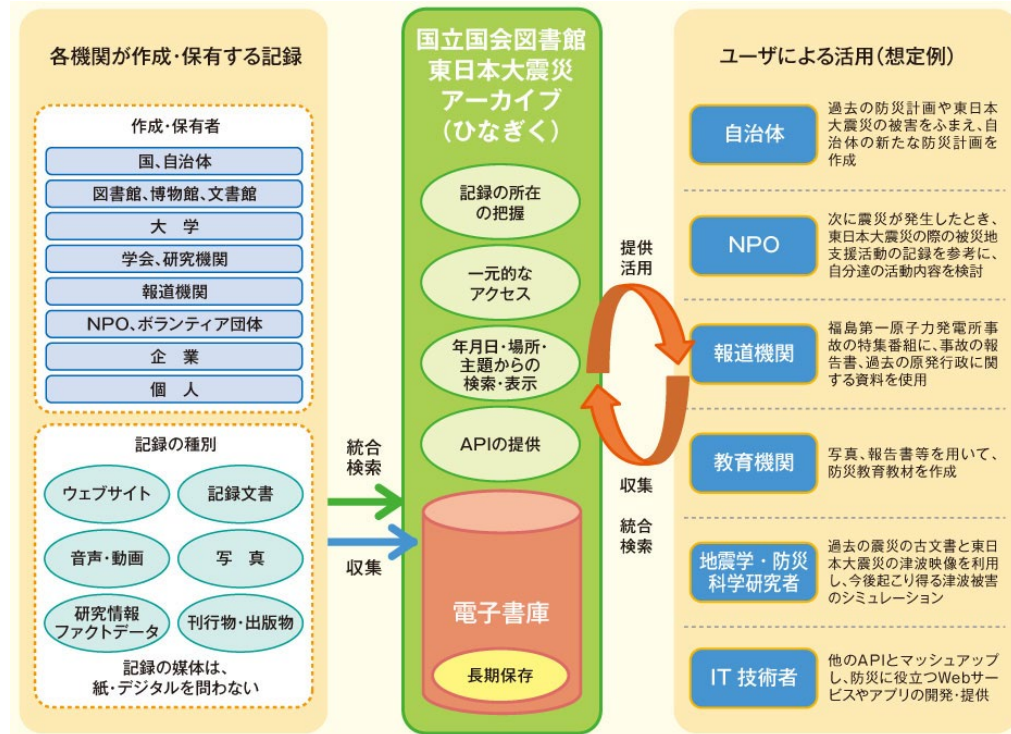 各機関が作成・保有する記録
作成・保有者
国、自治体
図書館、博物館、文書館
大　学
学会、研究機関
報道機関
NPO、ボランティア団体
企　業
個　人
記録の種別
ウェブサイト
記録文書
音声・動画
写　真
研究情報
ファクトデータ
刊行物・出版物
記録の媒体は、
紙・デジタルを問わない
統合
検索
収集
国立国会図書館
東日本大震災
アーカイブ
（ひなぎく）
記録の所在
の把握
一元的な
アクセス
年月日・場所・
主題からの
検索・表示
APIの提供
電子書庫
長期保存
提供
活用
収集
統合
検索
ユーザによる活用（想定例）
自治体
過去の防災計画や東日本
大震災の被害をふまえ、自
治体の新たな防災計画を
作成
NPO
次に震災が発生したとき、
東日本大震災の際の被災地
支援活動の記録を参考に、
自分達の活動内容を検討
報道機関
福島第一原子力発電所事
故の特集番組に、事故の報
告書、過去の原発行政に関
する資料を使用
教育機関
写真、報告書等を用いて、
防災教育教材を作成
地震学・防災
科学研究者
過去の震災の古文書と東日
本大震災の津波映像を利用
し、今後起こり得る津波被害
のシミュレーション
IT 技術者
他のAPIとマッシュアップ
し、防災に役立つWebサー
ビスやアプリの開発・提供